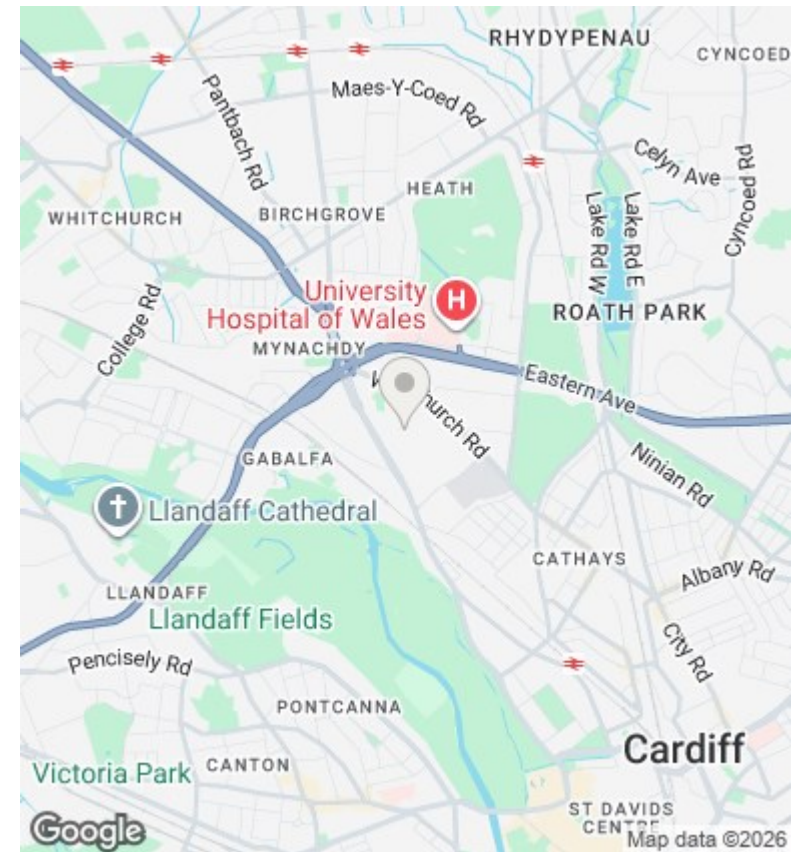 RHYDYPENAU
CYNCOED
Maes-Y-Coed Rd
Pantbach Rd
Celyn Ave
Cyncoed Rd
HEATH
Lake Rd W
Lake Rd E
WHITCHURCH
BIRCHGROVE
University
Hospital of Wales
H
ROATH PARK
College Rd
MYNACHDY
Eastern Ave
church Rd
GABALFA
Ninian Rd
Llandaff Cathedral
CATHAYS
Albany Rd
LLANDAFF
Llandaff Fields
City Rd
Pencisely Rd
PONTCANNA
Cardiff
Victoria Park
CANTON
ST DAVIDS
CENTRE
Google
Map data ©2026